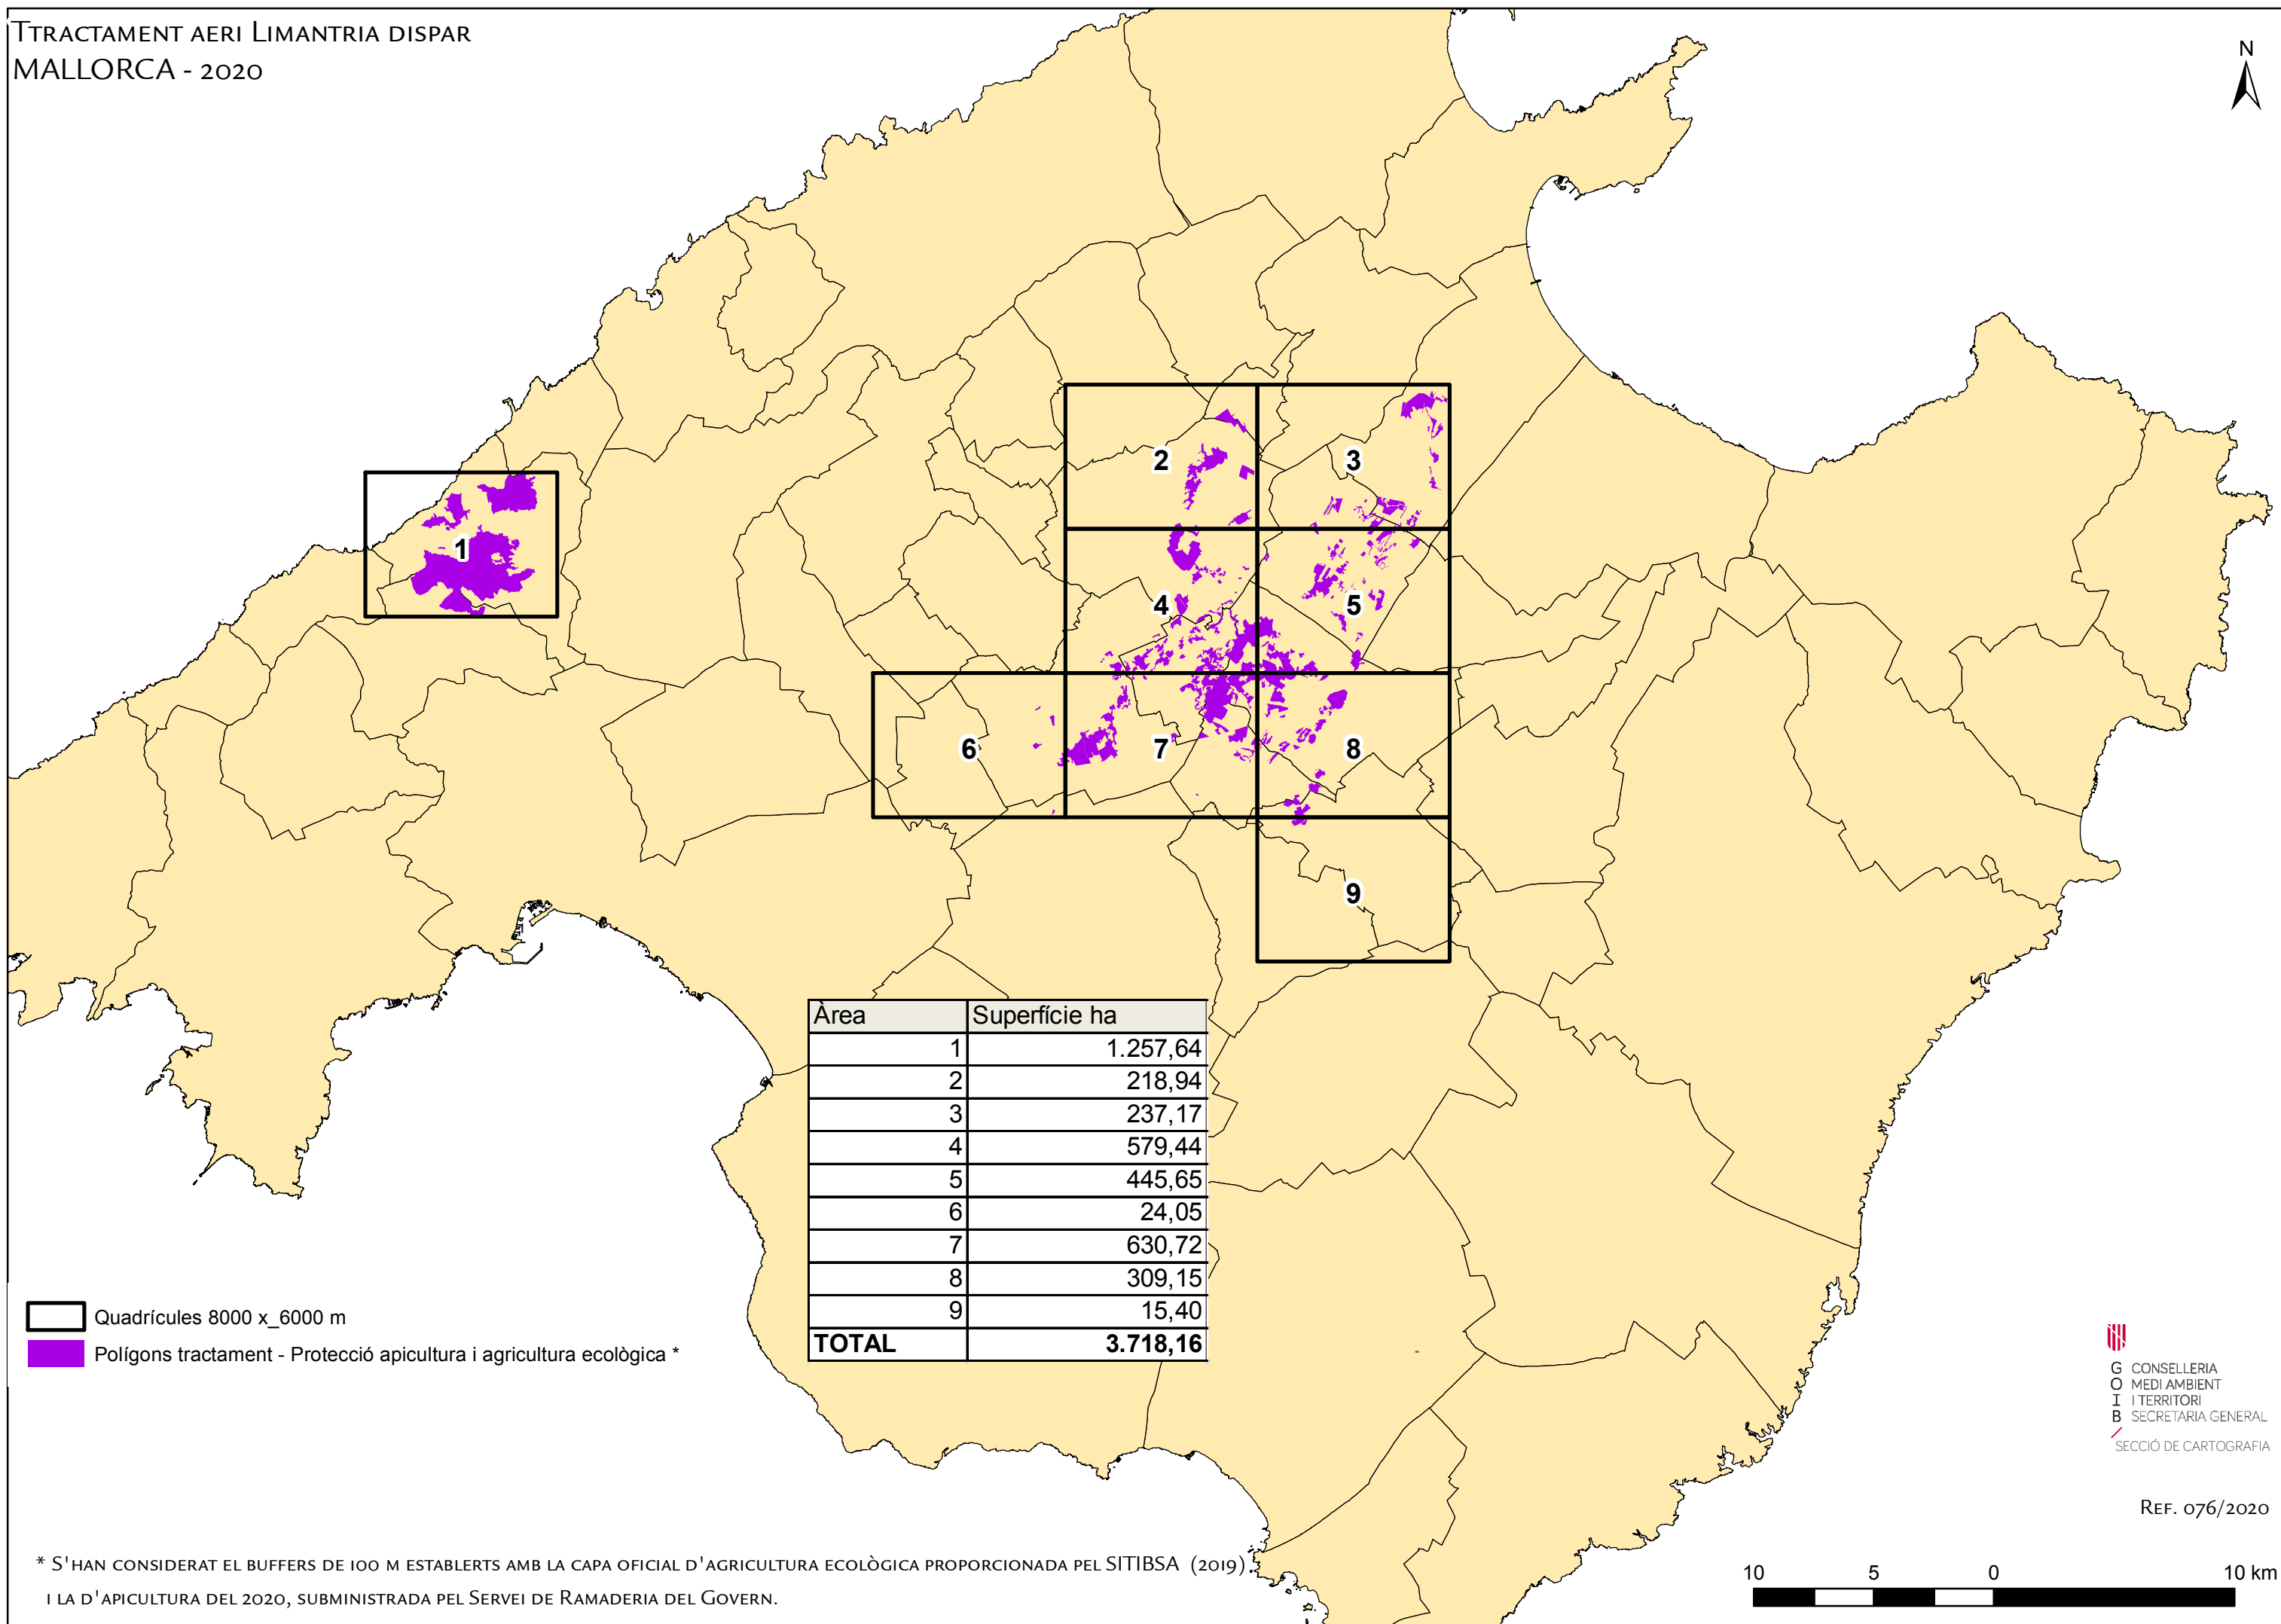 Ttractament aeri Limantria dispar
MALLORCA - 2020
N
1
2
3
4
5
6
7
8
9
Àrea Superfície ha
1 1.257,64
2 218,94
3 237,17
4 579,44
5 445,65
6 24,05
7 630,72
8 309,15
9 15,40
TOTAL 3.718,16
Quadrícules 8000 x_6000 m
Polígons tractament - Protecció apicultura i agricultura ecològica *
G CONSELLERIA
O MEDI AMBIENT
I I TERRITORI
B SECRETARIA GENERAL
/
SECCIÓ DE CARTOGRAFIA
Ref. 076/2020
* S'han considerat el buffers de 100 m establerts amb la capa oficial d'agricultura ecològica proporcionada pel SITIBSA (2019)
i la d'apicultura del 2020, subministrada pel Servei de Ramaderia del Govern.
10 5 0 10 km